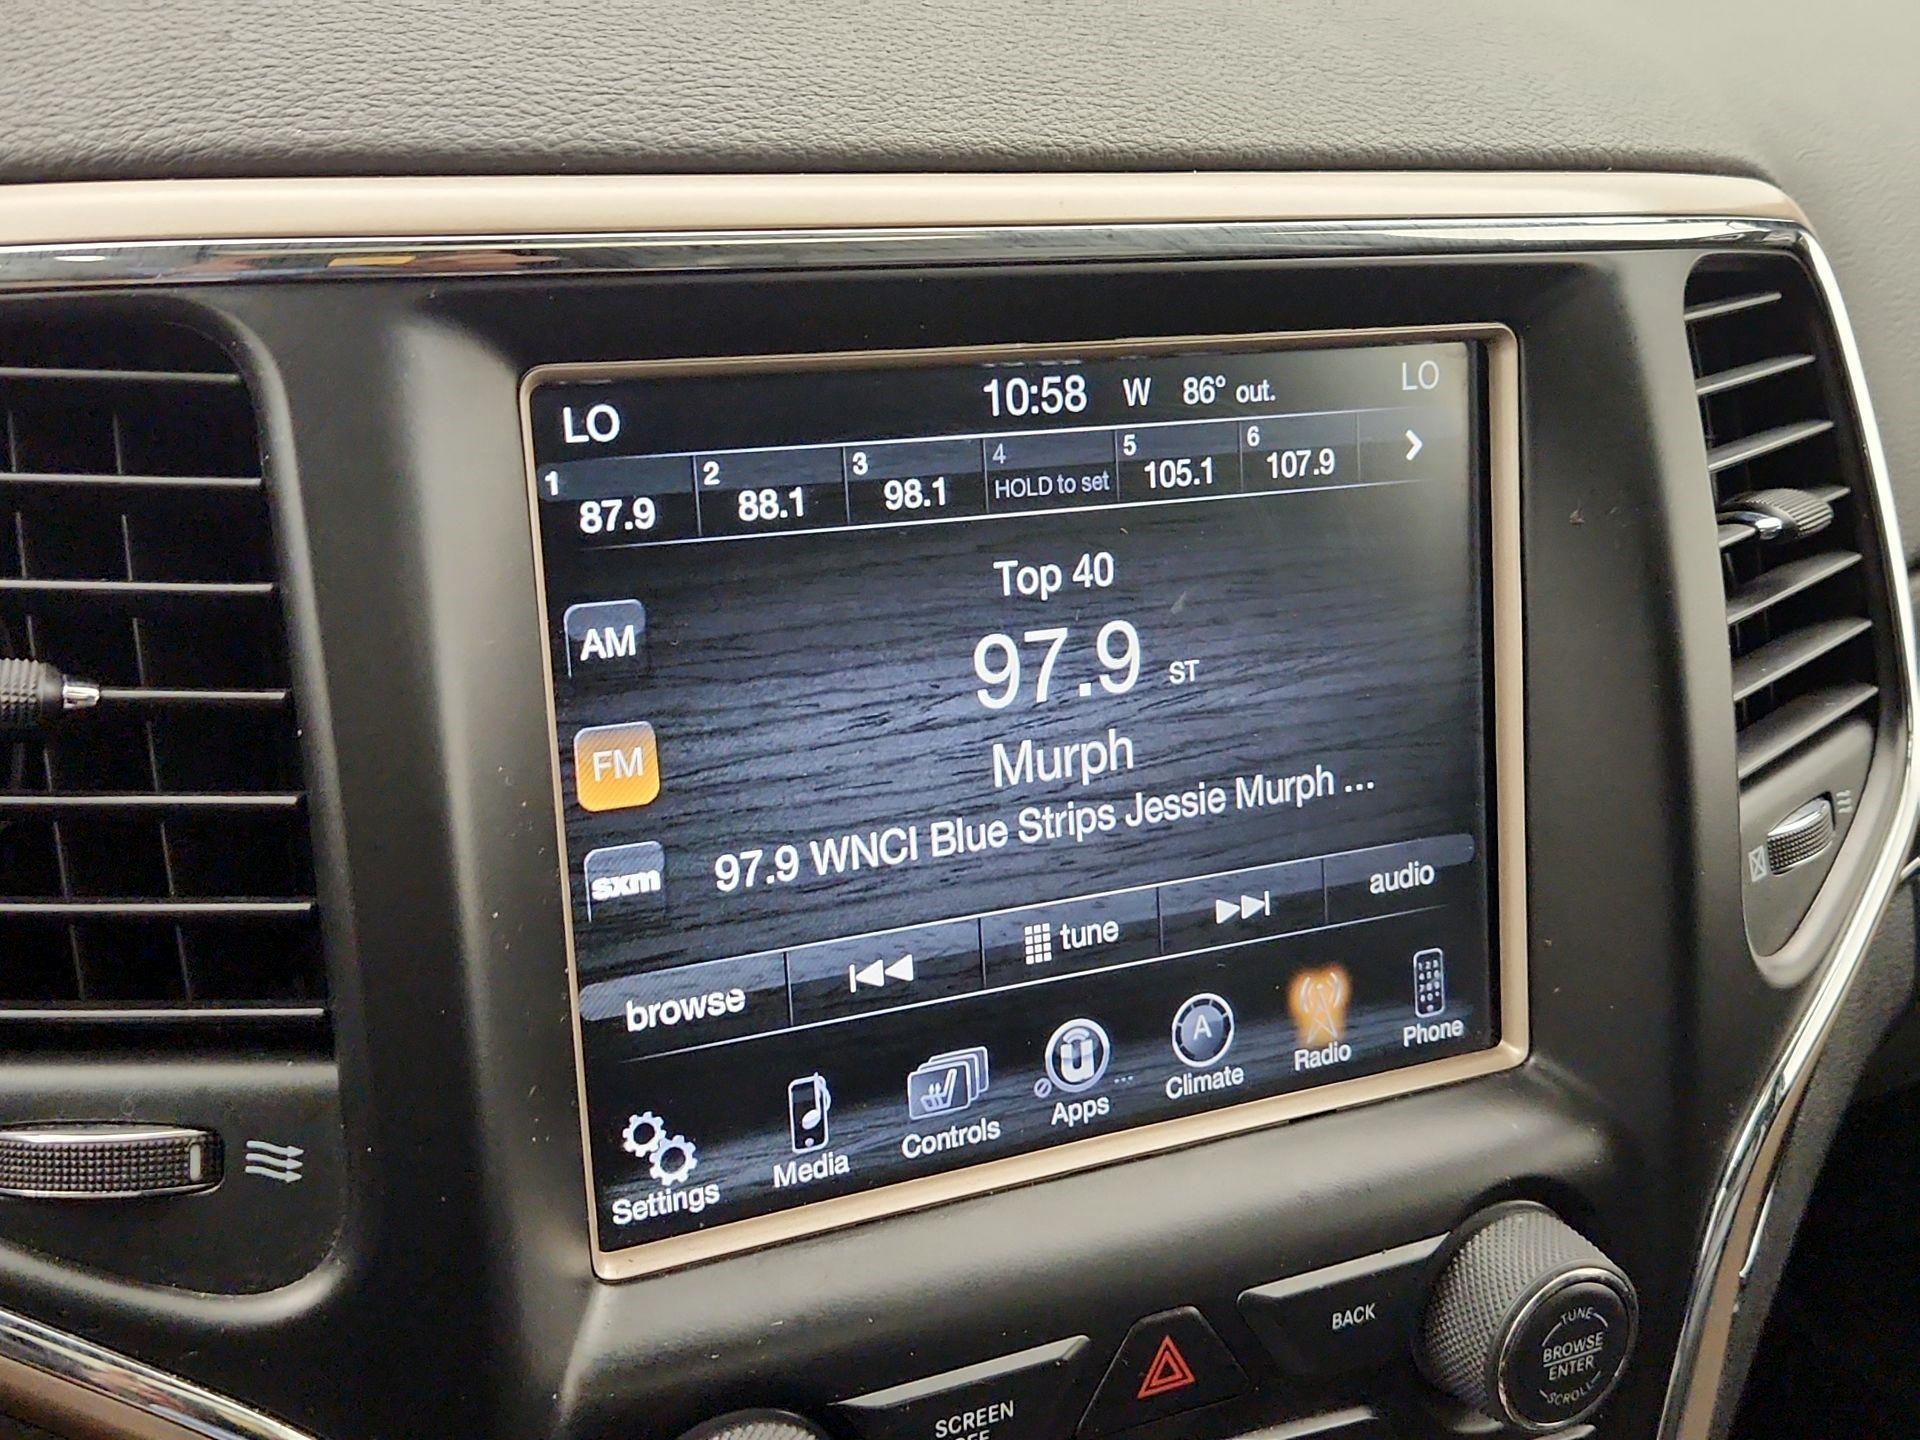 LO 10:58 W 86° out. LO
1 87.9 2 88.1 3 98.1 4 HOLD to set 5 105.1 6 107.9
Top 40
AM
97.9 ST
FM
Murph
97.9 WNCI Blue Strips Jessie Murph ...
sxm
browse tune audio
Settings Media Controls Apps ... Climate Radio Phone
BACK
TUNE
BROWSE
ENTER
SCROLL
SCREEN